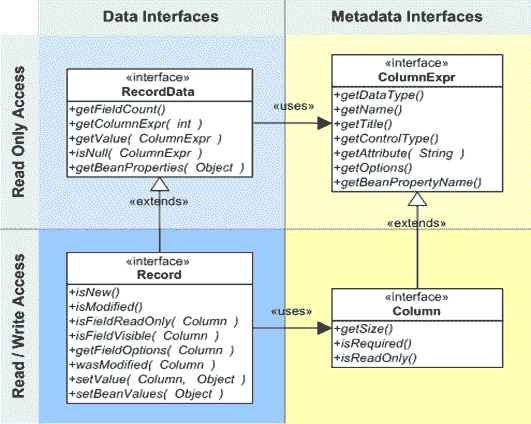 Data Interfaces
Metadata Interfaces
Read Only Access
«interface»
RecordData
+getFieldCount()
+getColumnExpr( int )
+getValue( ColumnExpr )
+isNull( ColumnExpr )
+getBeanProperties( Object )
«uses»
«interface»
ColumnExpr
+getDataType()
+getName()
+getTitle()
+getControlType()
+getAttribute( String )
+getOptions()
+getBeanPropertyName()
«extends»
«extends»
Read / Write Access
«interface»
Record
+isNew()
+isModified()
+isFieldReadOnly( Column )
+isFieldVisible( Column )
+getFieldOptions( Column )
+wasModified( Column )
+setValue( Column, Object )
+setBeanValues( Object )
«uses»
«interface»
Column
+getSize()
+isRequired()
+isReadOnly()